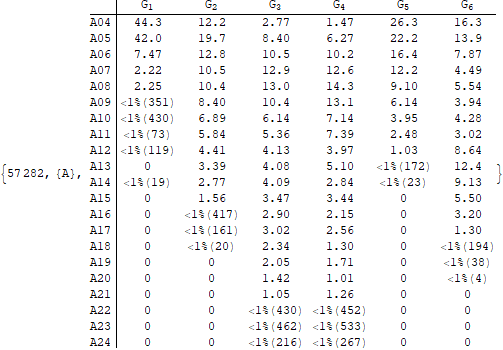 G1 G2 G3 G4 G5 G6
A04 44.3 12.2 2.77 1.47 26.3 16.3
A05 42.0 19.7 8.40 6.27 22.2 13.9
A06 7.47 12.8 10.5 10.2 16.4 7.87
A07 2.22 10.5 12.9 12.6 12.2 4.49
A08 2.25 10.4 13.0 14.3 9.10 5.54
A09 <1%(351) 8.40 10.4 13.1 6.14 3.94
A10 <1%(430) 6.89 6.14 7.14 3.95 4.28
A11 <1%(73) 5.84 5.36 7.39 2.48 3.02
A12 <1%(119) 4.41 4.13 3.97 1.03 8.64
A13 0 3.39 4.08 5.10 <1%(172) 12.4
{57282, {A}, A14 <1%(19) 2.77 4.09 2.84 <1%(23) 9.13 }
A15 0 1.56 3.47 3.44 0 5.50
A16 0 <1%(417) 2.90 2.15 0 3.20
A17 0 <1%(161) 3.02 2.56 0 1.30
A18 0 <1%(20) 2.34 1.30 0 <1%(194)
A19 0 0 2.05 1.71 0 <1%(38)
A20 0 0 1.42 1.01 0 <1%(4)
A21 0 0 1.05 1.26 0 0
A22 0 0 <1%(430) <1%(452) 0 0
A23 0 0 <1%(462) <1%(533) 0 0
A24 0 0 <1%(216) <1%(267) 0 0